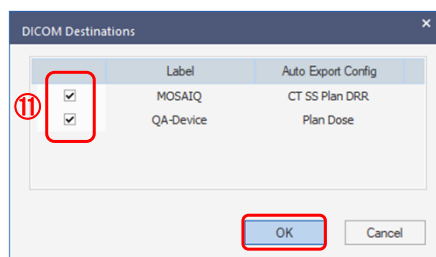 DICOM Destinations ×
Label Auto Export Config
⑪ MOSAIQ CT SS Plan DRR
QA-Device Plan Dose
OK Cancel